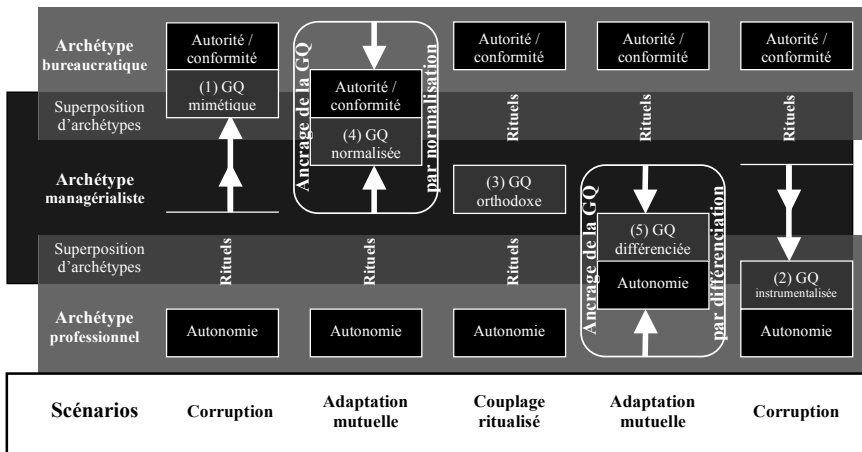 Archétype
bureaucratique
Autorité /
conformité
(1) GQ
mimétique
Autorité /
conformité
(4) GQ
normalisée
Ancrage de la GQ
par normalisation
Autorité /
conformité
Autorité /
conformité
Autorité /
conformité
Superposition
d’archétypes
Rituels
Rituels
Rituels
Archétype
managérialiste
(3) GQ
orthodoxe
Ancrage de la GQ
par différenciation
(5) GQ
différenciée
Autonomie
Superposition
d’archétypes
Rituels
Rituels
Rituels
(2) GQ
instrumentalisée
Autonomie
Archétype
professionnel
Autonomie
Autonomie
Autonomie
Scénarios
Corruption
Adaptation
mutuelle
Couplage
ritualisé
Adaptation
mutuelle
Corruption